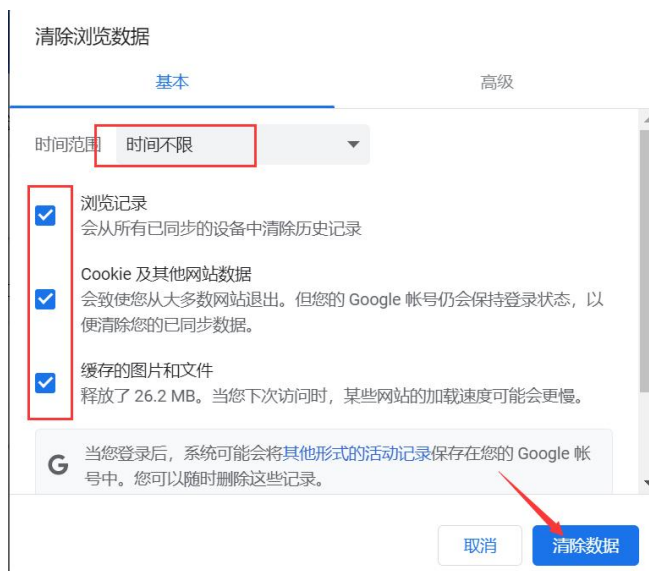 清除浏览数据
基本
高级
时间范围
时间不限
浏览记录
会从所有已同步的设备中清除历史记录
Cookie 及其他网站数据
会致使您从大多数网站退出。但您的 Google 帐号仍会保持登录状态，以
便清除您的已同步数据。
缓存的图片和文件
释放了 26.2 MB。当您下次访问时，某些网站的加载速度可能会更慢。
G
当您登录后，系统可能会将其他形式的活动记录保存在您的 Google 帐
号中。您可以随时删除这些记录。
取消
清除数据